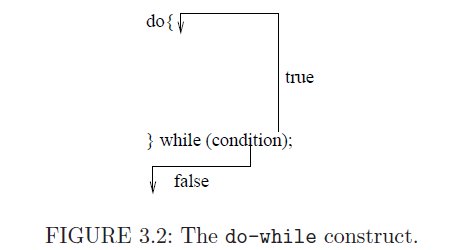 do{
true
} while (condition);
false
FIGURE 3.2: The do-while construct.